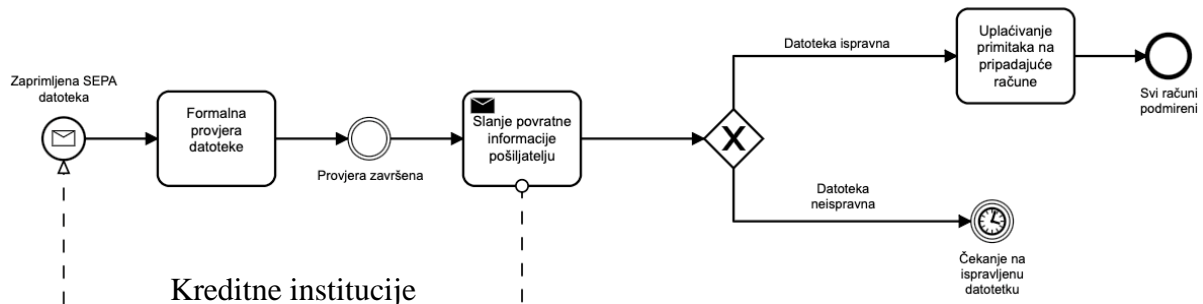 Zaprimljena SEPA
datoteka
Formalna
provjera
datoteke
Provjera završena
Slanje povratne
informacije
pošiljatelju
X
Datoteka ispravna
Uplaćivanje
primitaka na
pripadajuće
račune
Svi računi
podmireni
Datoteka
neispravna
Čekanje na
ispravljenu
datotetku
Kreditne institucije